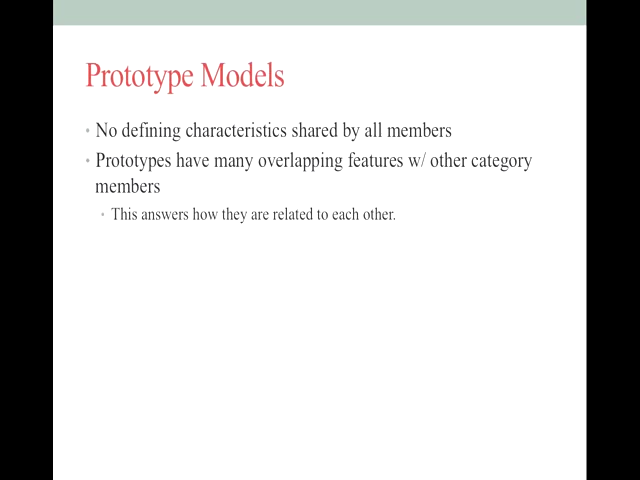 Prototype Models
• No defining characteristics shared by all members
• Prototypes have many overlapping features w/ other category
members
• This answers how they are related to each other.